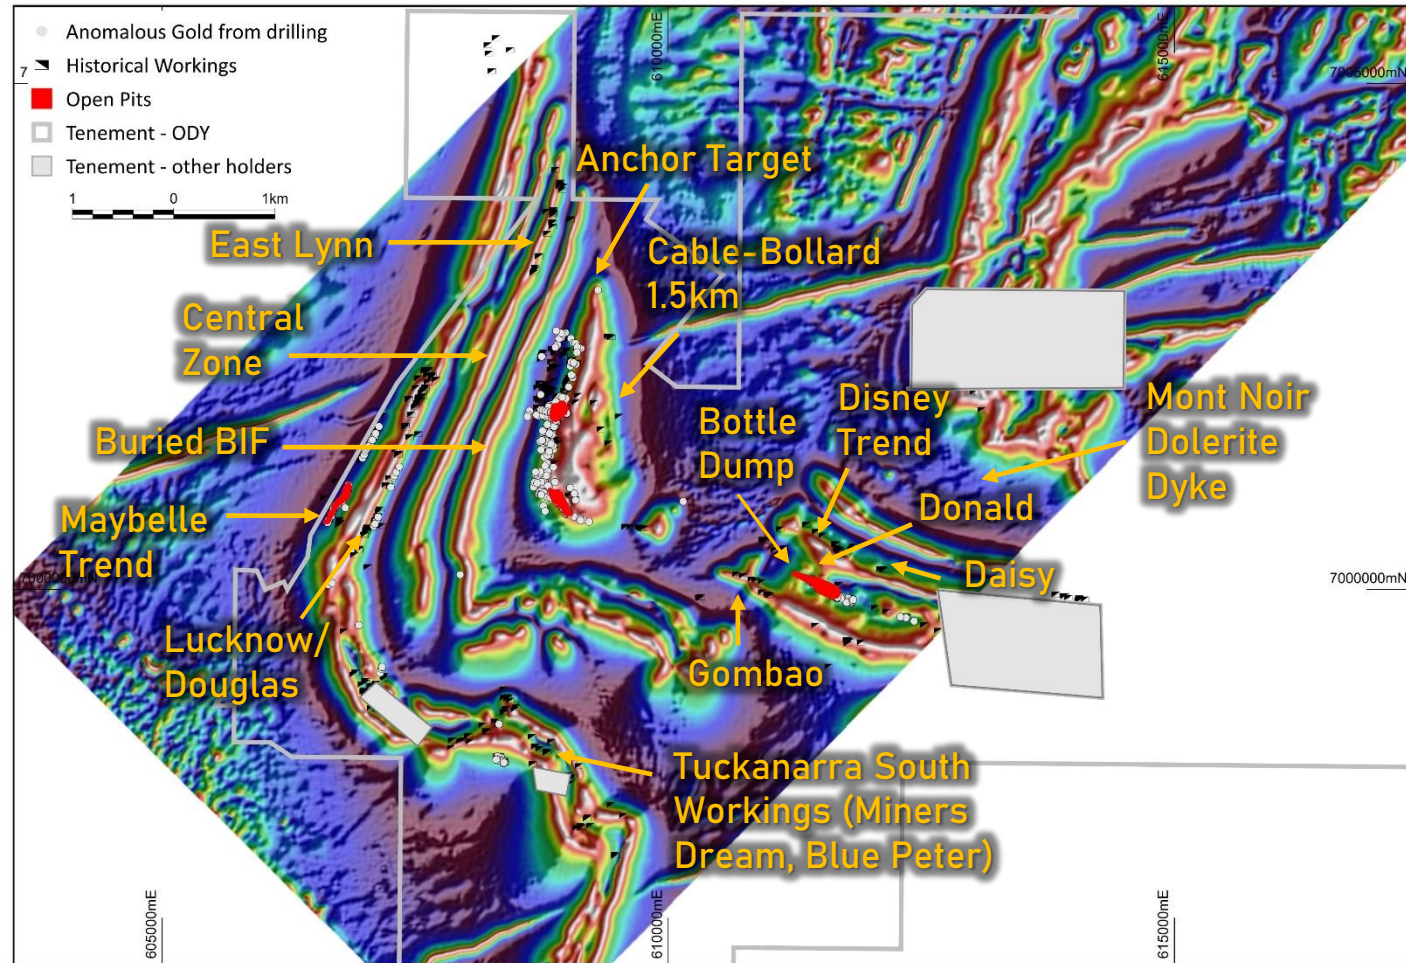 Anomalous Gold from drilling
Historical Workings
Open Pits
Tenement - ODY
Tenement - other holders
1 0 1km
7
610000mE
615000mE
7005000mN
Anchor Target
East Lynn
Cable-Bollard
1.5km
Central
Zone
Buried BIF
Bottle
Dump
Disney
Trend
Mont Noir
Dolerite
Dyke
Donald
Maybelle
Trend
7000000mN
7000000mN
Daisy
Lucknow/
Douglas
Gombao
Tuckanarra South
Workings (Miners
Dream, Blue Peter)
605000mE
610000mE
615000mE